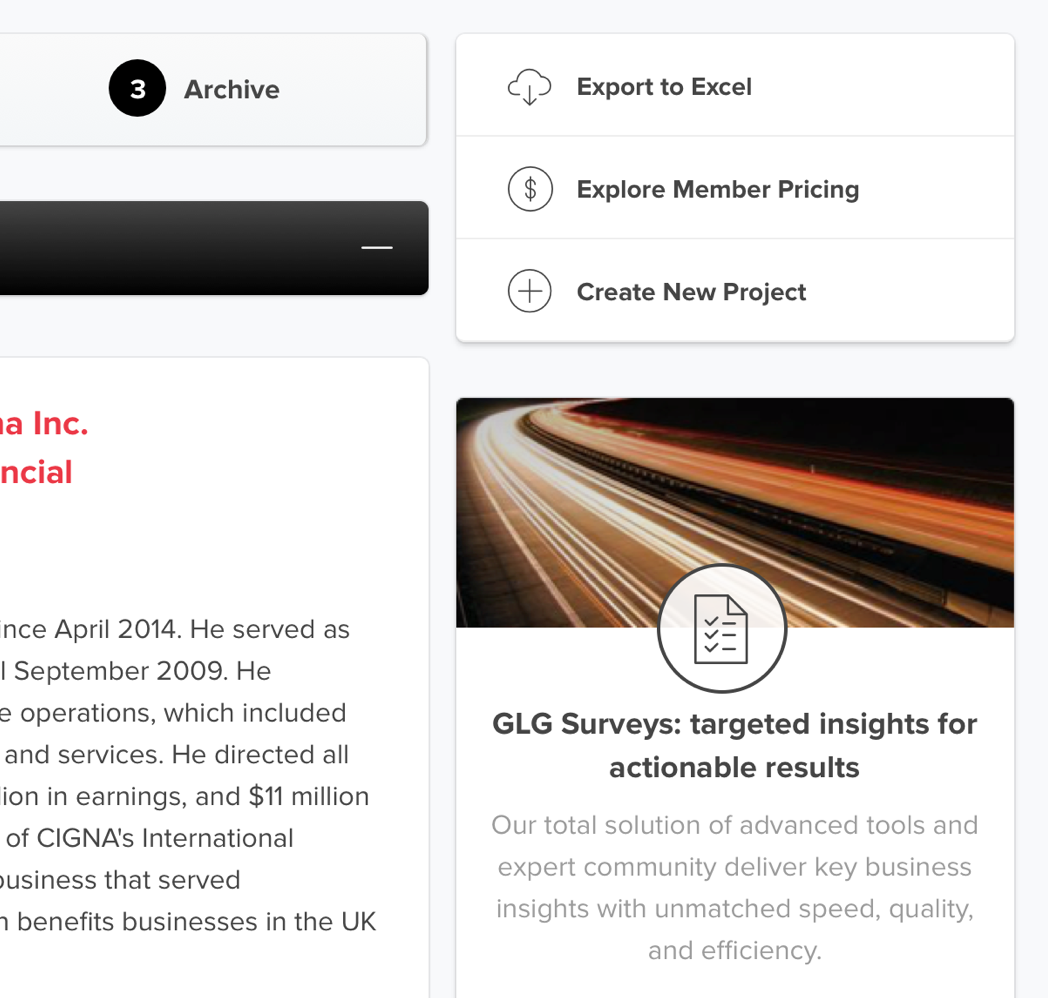 3 Archive
na Inc.
ncial
ince April 2014. He served as
l September 2009. He
e operations, which included
and services. He directed all
lion in earnings, and $11 million
of CIGNA's International
business that served
n benefits businesses in the UK
Export to Excel
$ Explore Member Pricing
Create New Project
GLG Surveys: targeted insights for
actionable results
Our total solution of advanced tools and
expert community deliver key business
insights with unmatched speed, quality,
and efficiency.